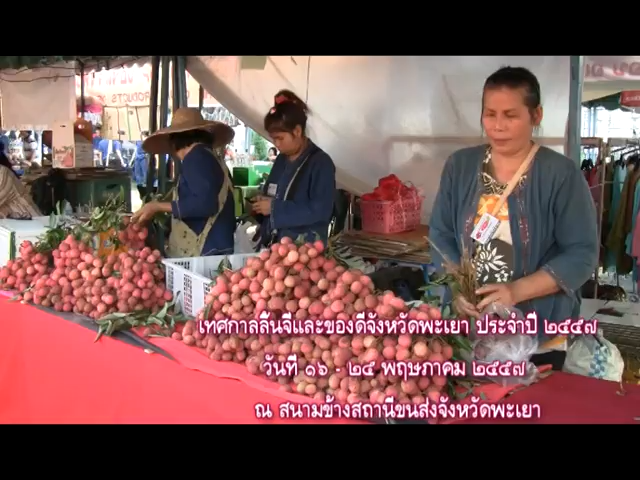 PRODUCTS
เทศกาลลิ้นจี่และของดีจังหวัดพะเยา ประจำปี ๒๕๕๗
วันที่ ๑๖ - ๒๕ พฤษภาคม ๒๕๕๗
ณ สนามข้างสถานีขนส่งจังหวัดพะเยา